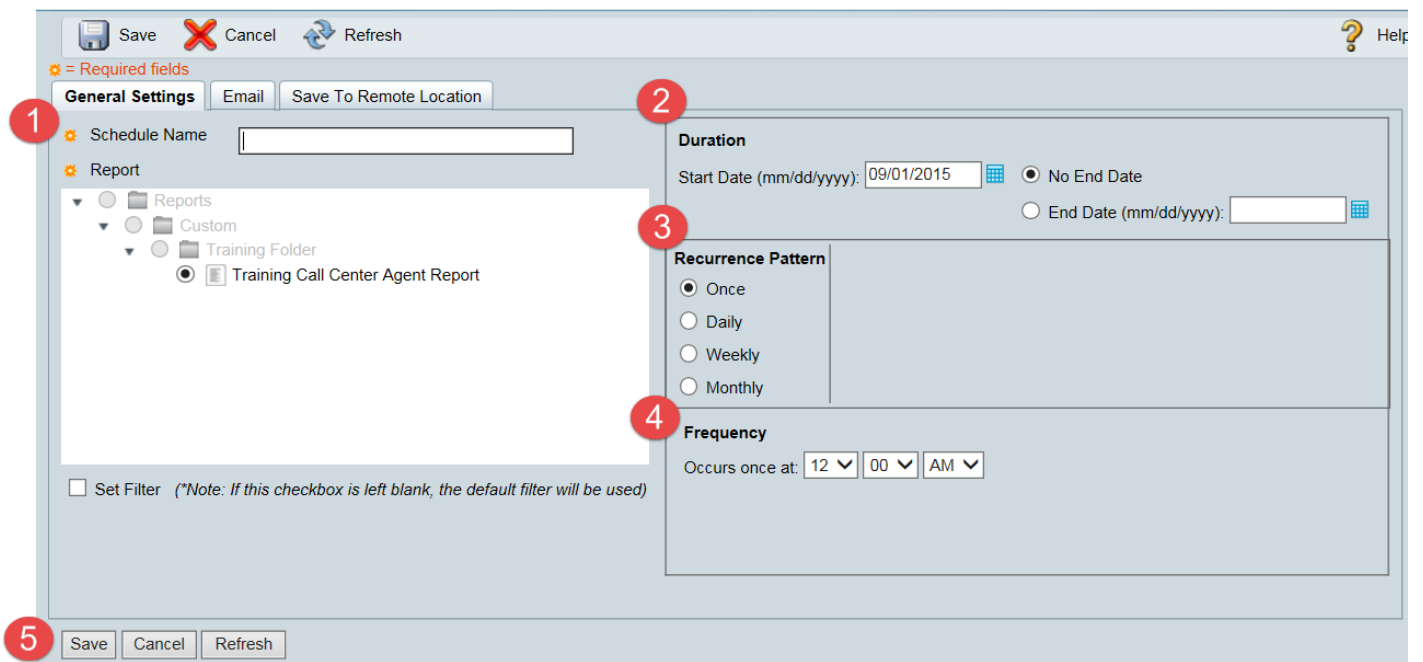 Save Cancel Refresh Help
= Required fields
General Settings Email Save To Remote Location
1
Schedule Name
Report
Reports
Custom
Training Folder
Training Call Center Agent Report
Set Filter (*Note: If this checkbox is left blank, the default filter will be used)
2
Duration
Start Date (mm/dd/yyyy): 09/01/2015 No End Date
End Date (mm/dd/yyyy):
3
Recurrence Pattern
Once
Daily
Weekly
Monthly
4
Frequency
Occurs once at: 12 00 AM
5
Save Cancel Refresh